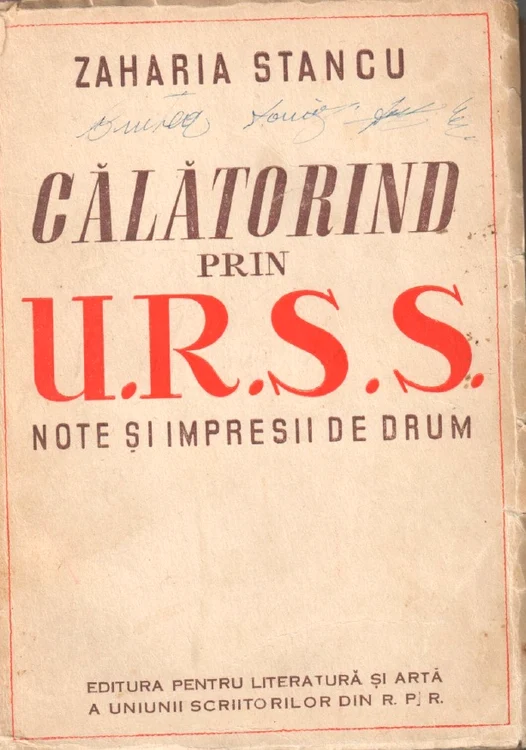 ZAHARIA STANCU
CĂLĂTORIND
PRIN
U.R.S.S.
NOTE ȘI IMPRESII DE DRUM
EDITURA PENTRU LITERATURĂ ȘI ARTĂ
A UNIUNII SCRIITORILOR DIN R. P. R.